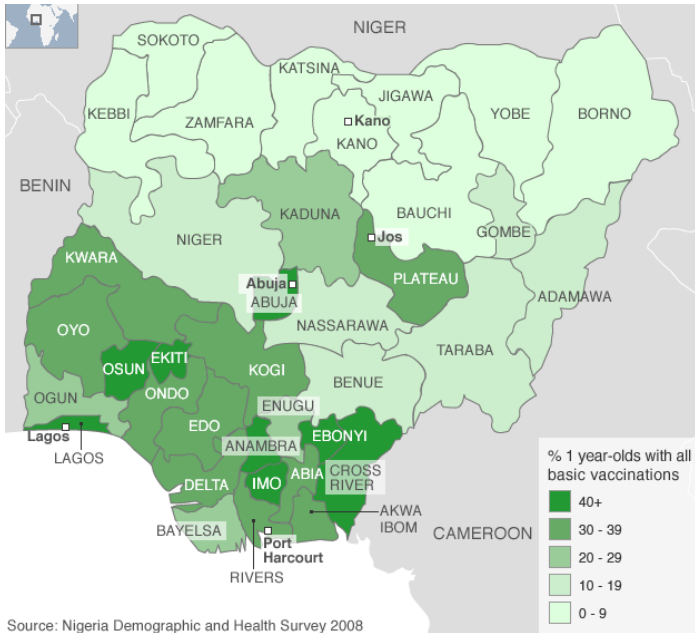 NIGER
SOKOTO
KATSINA
JIGAWA
YOBE
BORNO
KEBBI
ZAMFARA
Kano
KANO
BENIN
KADUNA
BAUCHI
GOMBE
NIGER
Jos
KWARA
PLATEAU
Abuja
ABUJA
ADAMAWA
NASSARAWA
OYO
TARABA
OSUN
EKITI
KOGI
BENUE
OGUN
ONDO
ENUGU
EDO
Lagos
ANAMBRA
EBONYI
LAGOS
CROSS
RIVER
ABIA
IMO
DELTA
AKWA
IBOM
BAYELSA
Port
Harcourt
RIVERS
CAMEROON
% 1 year-olds with all
basic vaccinations
40+
30 - 39
20 - 29
10 - 19
0 - 9
Source: Nigeria Demographic and Health Survey 2008